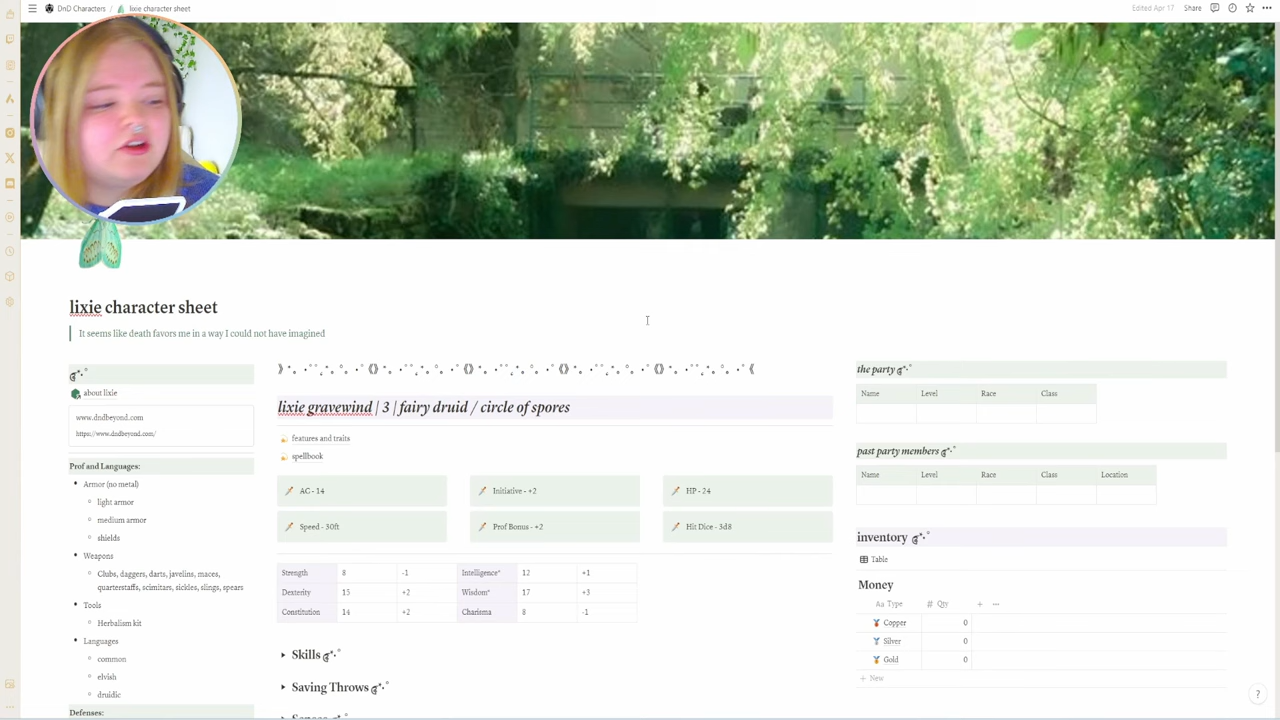 DnD Characters / lixie character sheet
Edited Apr 17 Share
lixie character sheet
It seems like death favors me in a way I could not have imagined
about lixie
www.dndbeyond.com
https://www.dndbeyond.com/
Prof and Languages:
• Armor (no metal)
light armor
medium armor
shields
• Weapons
Clubs, daggers, darts, javelins, maces,
quarterstaffs, scimitars, sickles, slings, spears
• Tools
Herbalism kit
• Languages
common
elvish
druidic
Defenses:
lixie gravewind | 3 | fairy druid / circle of spores
features and traits
spellbook
AC - 14 Initiative - +2 HP - 24
Speed - 30ft Prof Bonus - +2 Hit Dice - 3d8
Strength 8 -1 Intelligence* 12 +1
Dexterity 15 +2 Wisdom* 17 +3
Constitution 14 +2 Charisma 8 -1
Skills
Saving Throws
Senses
the party
Name Level Race Class
past party members
Name Level Race Class Location
inventory
Table
Money
Aa Type # Qty + ...
Copper 0
Silver 0
Gold 0
+ New
?